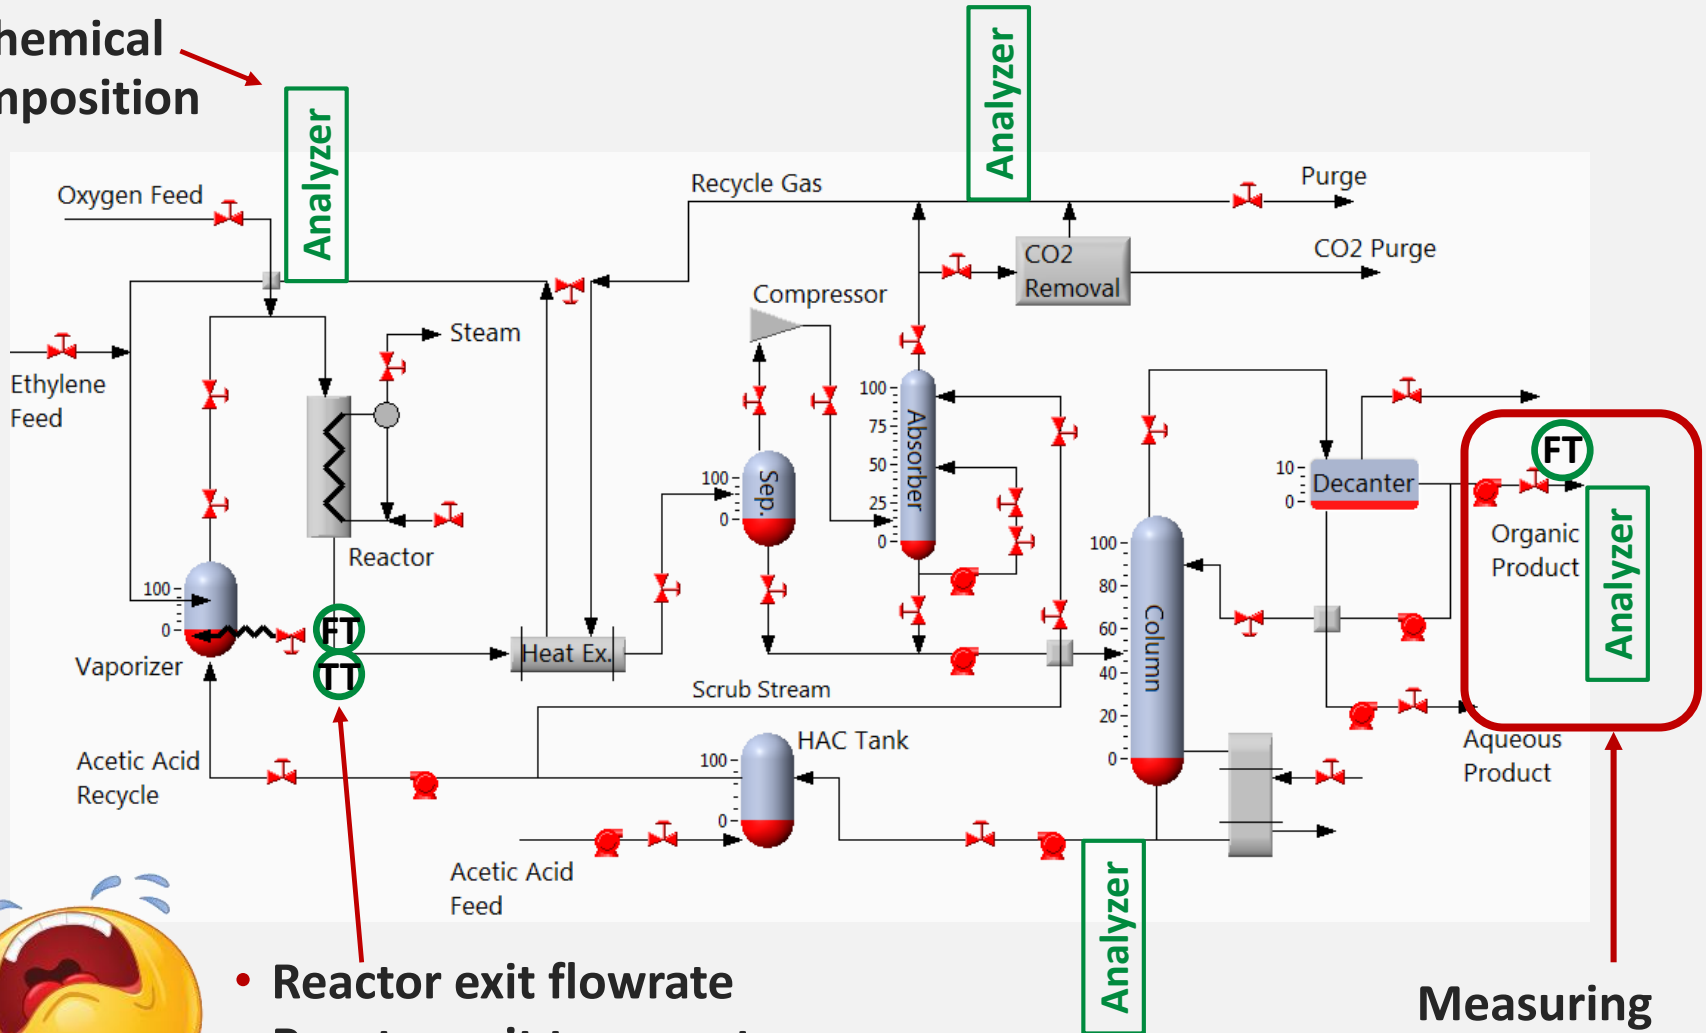 Analyzer
Oxygen Feed
Analyzer
Recycle Gas
Purge
CO2 Purge
CO2
Removal
Compressor
Steam
Ethylene
Feed
100
75
50
25
0
Absorber
100
0
Sep.
10
0
Decanter
FT
Organic
Product
Analyzer
Reactor
100
0
Vaporizer
FT
TT
Heat Ex.
100
80
60
40
20
0
Column
Scrub Stream
HAC Tank
100
0
Acetic Acid
Recycle
Aqueous
Product
Acetic Acid
Feed
Analyzer
• Reactor exit flowrate
Measuring